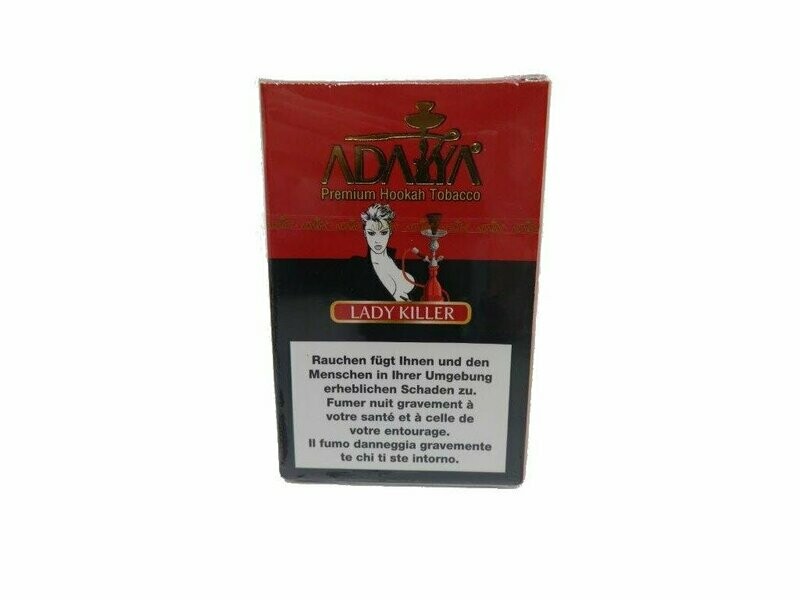 ADALYA®
Premium Hookah Tobacco
LADY KILLER
Rauchen fügt Ihnen und den
Menschen in Ihrer Umgebung
erheblichen Schaden zu.
Fumer nuit gravement à
votre santé et à celle de
votre entourage.
Il fumo danneggia gravemente
te chi ti ste intorno.